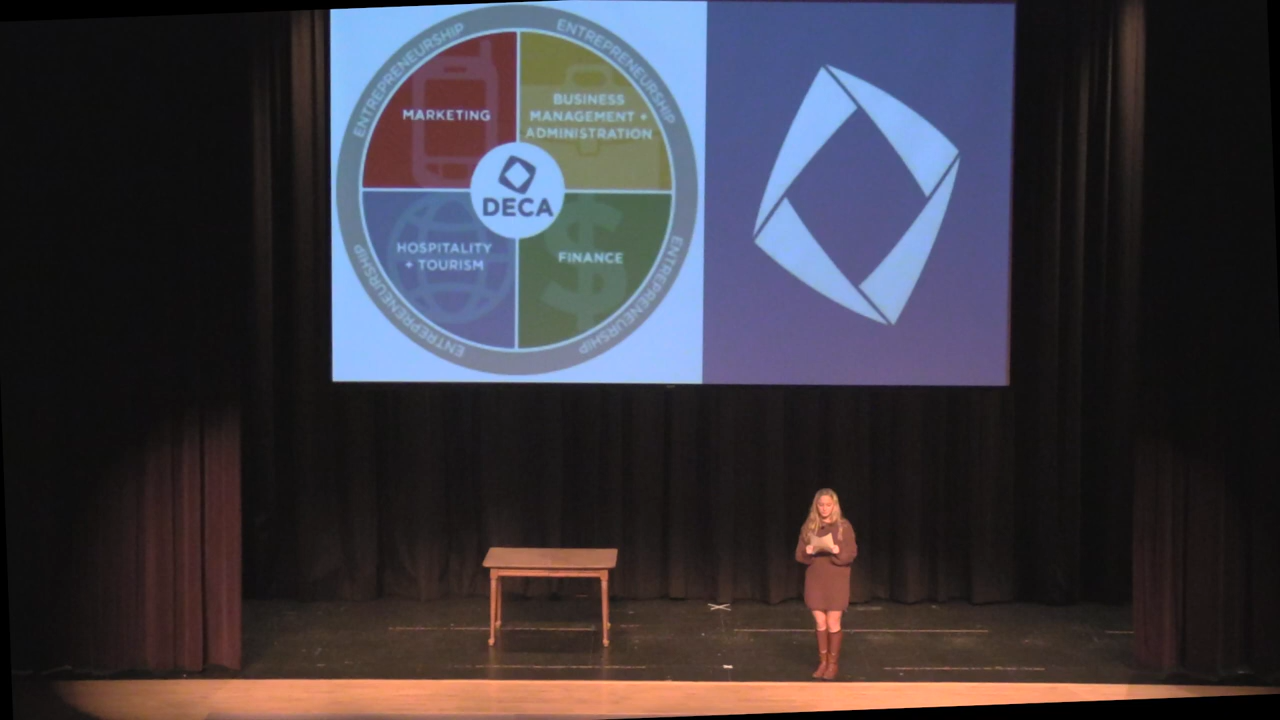 ENTREPRENEURSHIP
ENTREPRENEURSHIP
MARKETING
BUSINESS
MANAGEMENT +
ADMINISTRATION
DECA
HOSPITALITY
+ TOURISM
FINANCE
ENTREPRENEURSHIP
ENTREPRENEURSHIP